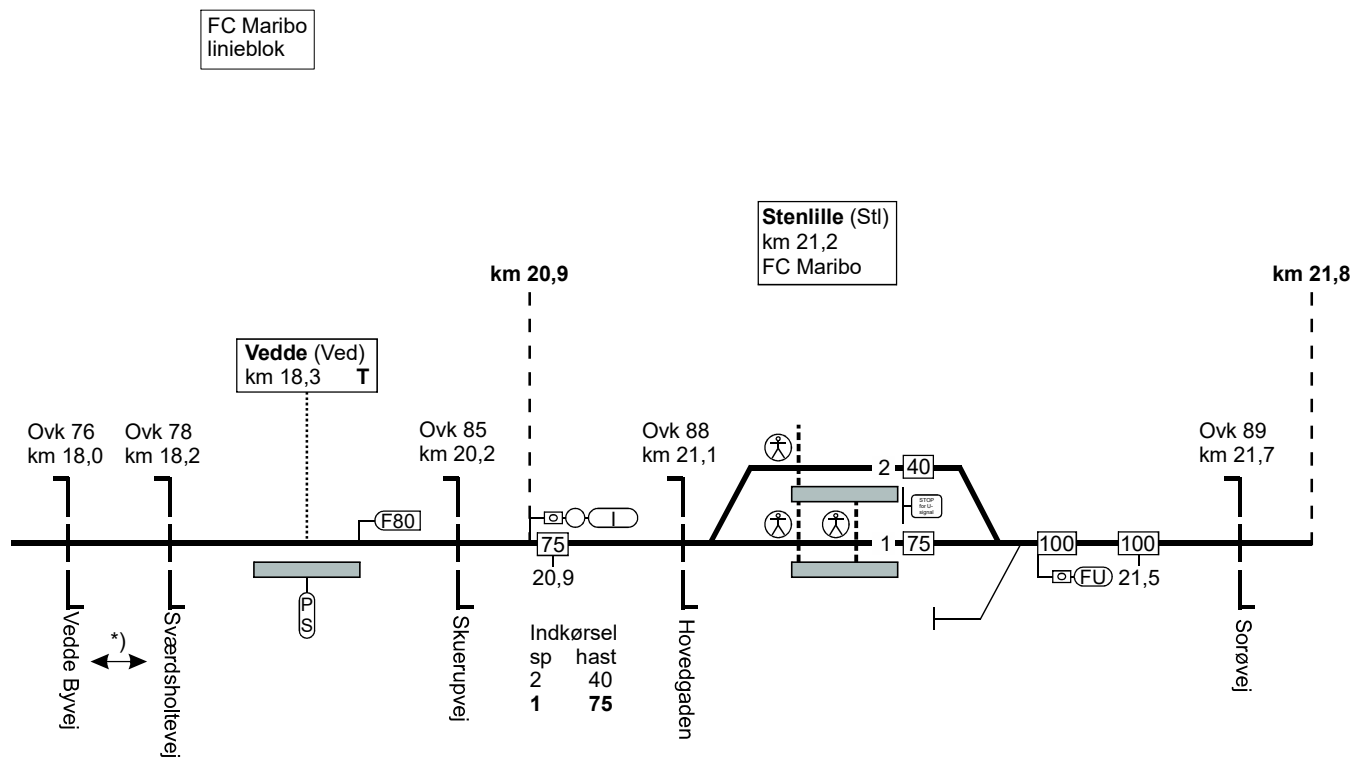 FC Maribo
linieblok
Stenlille (Stl)
km 21,2
FC Maribo
km 20,9
km 21,8
Vedde (Ved)
km 18,3 T
Ovk 76
km 18,0
Ovk 78
km 18,2
Ovk 85
km 20,2
Ovk 88
km 21,1
Ovk 89
km 21,7
2 40
STOP
for U-
signal
F80
I
75
20,9
1 75
100
100
FU
21,5
P
S
Vedde Byvej
*)
Sværdsholtevej
Skuerupvej
Indkørsel
sp hast
2 40
1 75
Hovedgaden
Sorøvej